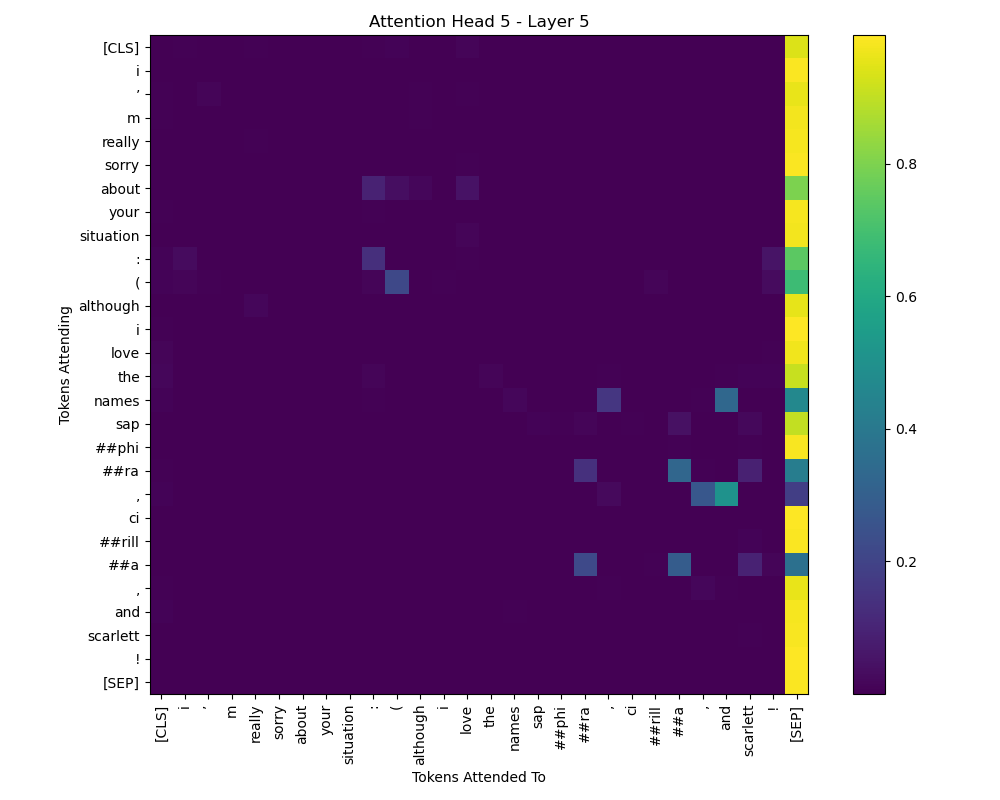 Attention Head 5 - Layer 5
Tokens Attending
[CLS]
i
’
m
really
sorry
about
your
situation
:
(
although
i
love
the
names
sap
##phi
##ra
,
ci
##rill
##a
,
and
scarlett
!
[SEP]
[CLS]
i
’
m
really
sorry
about
your
situation
:
(
although
i
love
the
names
sap
##phi
##ra
,
ci
##rill
##a
,
and
scarlett
!
[SEP]
Tokens Attended To
0.8
0.6
0.4
0.2